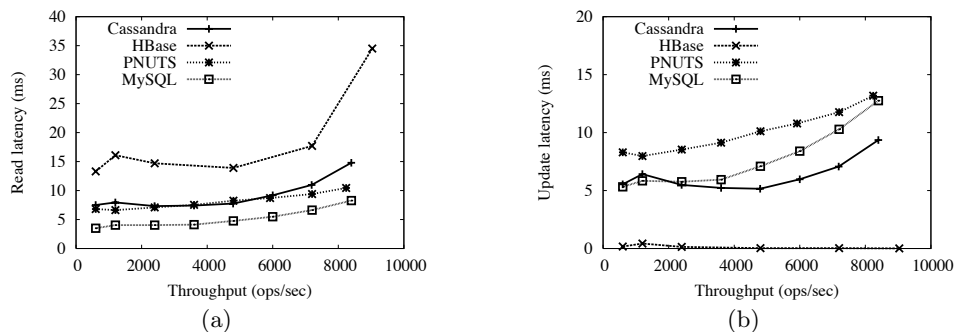 40
35
30
25
20
15
10
5
0
Read latency (ms)
Cassandra
HBase
PNUTS
MySQL
0 2000 4000 6000 8000 10000
Throughput (ops/sec)
(a)
20
15
10
5
0
Update latency (ms)
Cassandra
HBase
PNUTS
MySQL
0 2000 4000 6000 8000 10000
Throughput (ops/sec)
(b)